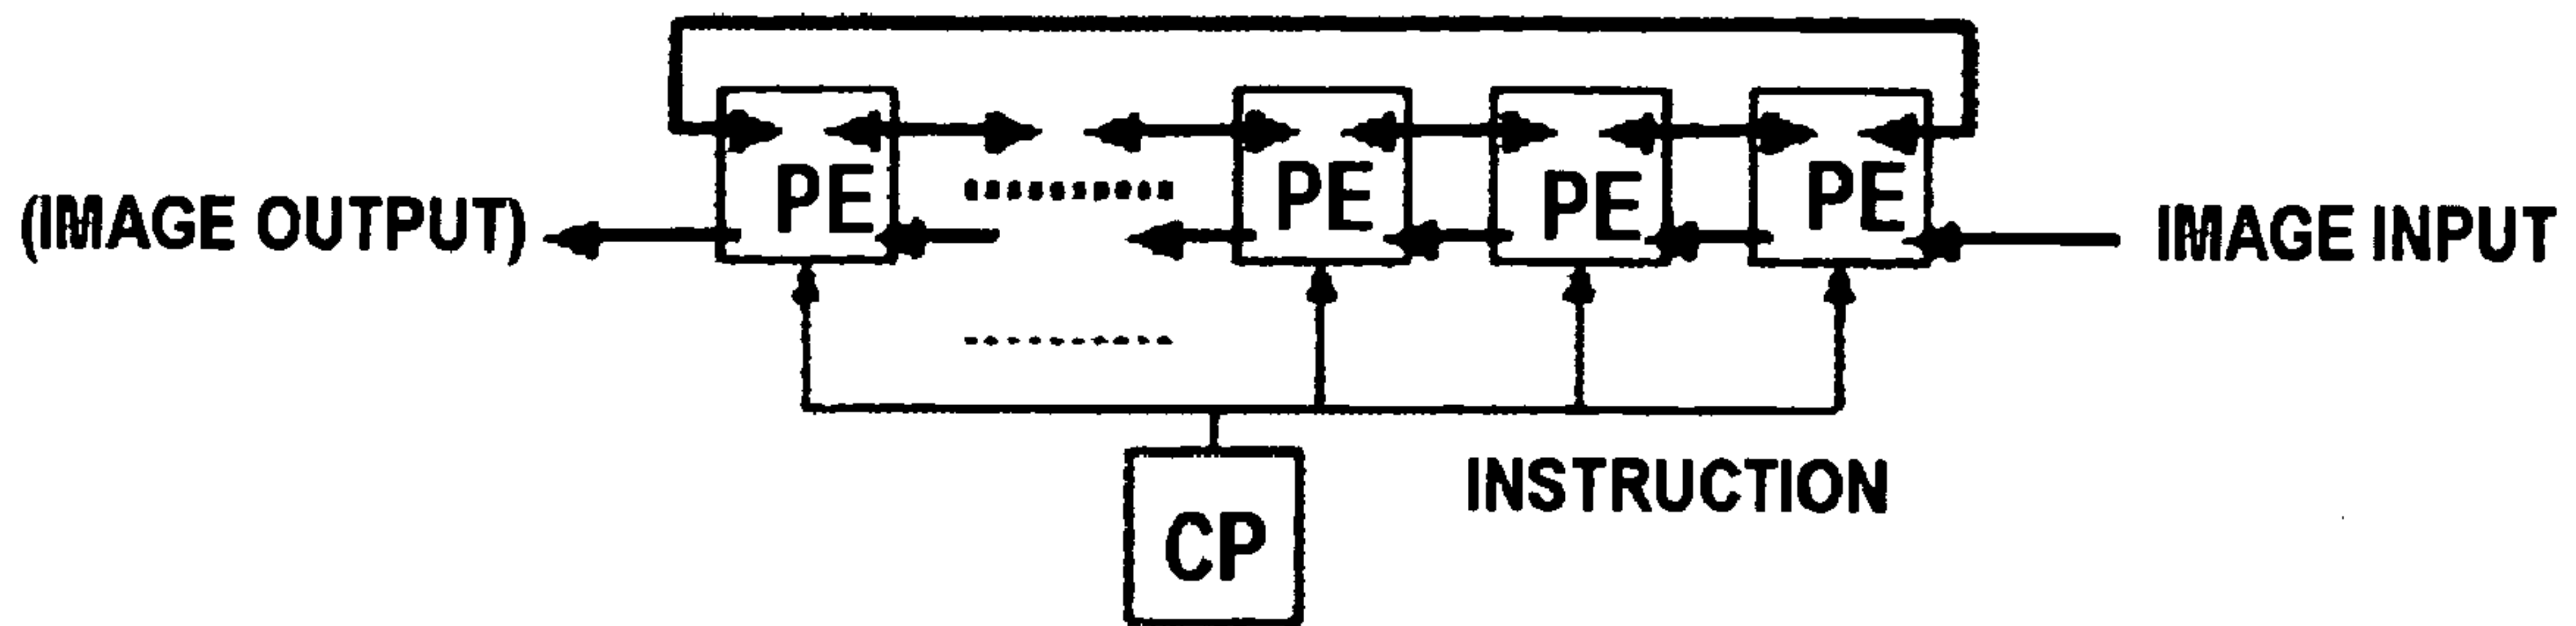 PE PE PE PE
(IMAGE OUTPUT) IMAGE INPUT
INSTRUCTION
CP